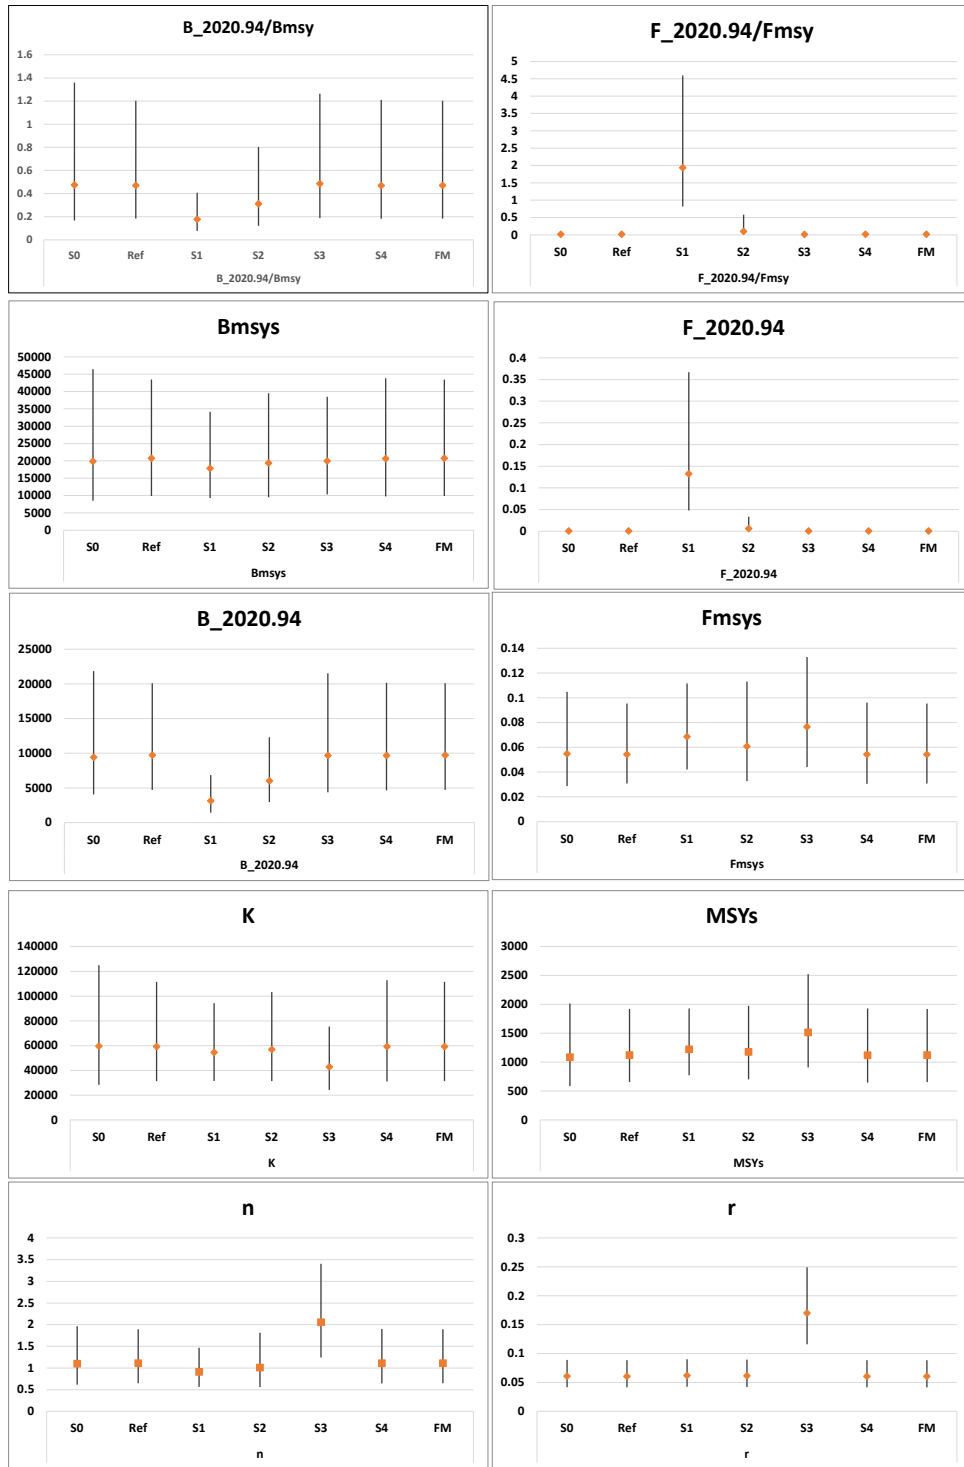 B_2020.94/Bmsy
1.6
1.4
1.2
1
0.8
0.6
0.4
0.2
0
S0 Ref S1 S2 S3 S4 FM
B_2020.94/Bmsy
F_2020.94/Fmsy
5
4.5
4
3.5
3
2.5
2
1.5
1
0.5
0
S0 Ref S1 S2 S3 S4 FM
F_2020.94/Fmsy
Bmsys
50000
45000
40000
35000
30000
25000
20000
15000
10000
5000
0
S0 Ref S1 S2 S3 S4 FM
Bmsys
F_2020.94
0.4
0.35
0.3
0.25
0.2
0.15
0.1
0.05
0
S0 Ref S1 S2 S3 S4 FM
F_2020.94
B_2020.94
25000
20000
15000
10000
5000
0
S0 Ref S1 S2 S3 S4 FM
B_2020.94
Fmsys
0.14
0.12
0.1
0.08
0.06
0.04
0.02
0
S0 Ref S1 S2 S3 S4 FM
Fmsys
K
140000
120000
100000
80000
60000
40000
20000
0
S0 Ref S1 S2 S3 S4 FM
K
MSYs
3000
2500
2000
1500
1000
500
0
S0 Ref S1 S2 S3 S4 FM
MSYs
n
4
3.5
3
2.5
2
1.5
1
0.5
0
S0 Ref S1 S2 S3 S4 FM
n
r
0.3
0.25
0.2
0.15
0.1
0.05
0
S0 Ref S1 S2 S3 S4 FM
r